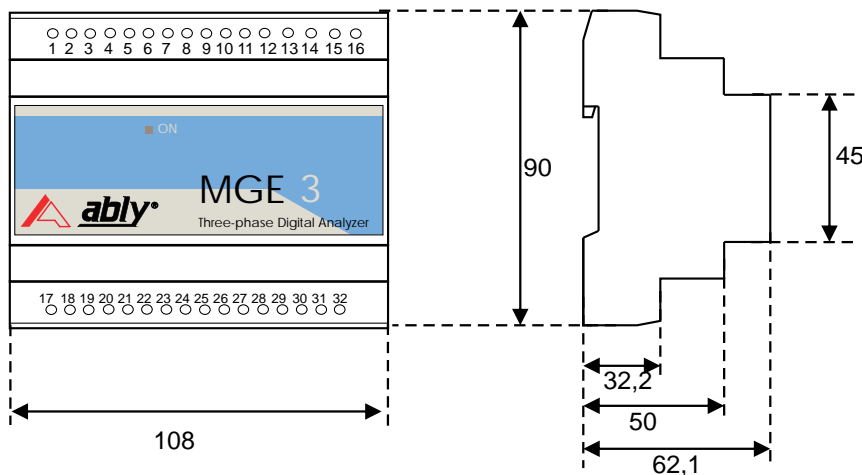 1 2 3 4 5 6 7 8 9 10 11 12 13 14 15 16
ON
MGE 3
ably®
Three-phase Digital Analyzer
17 18 19 20 21 22 23 24 25 26 27 28 29 30 31 32
108
90
45
32,2
50
62,1